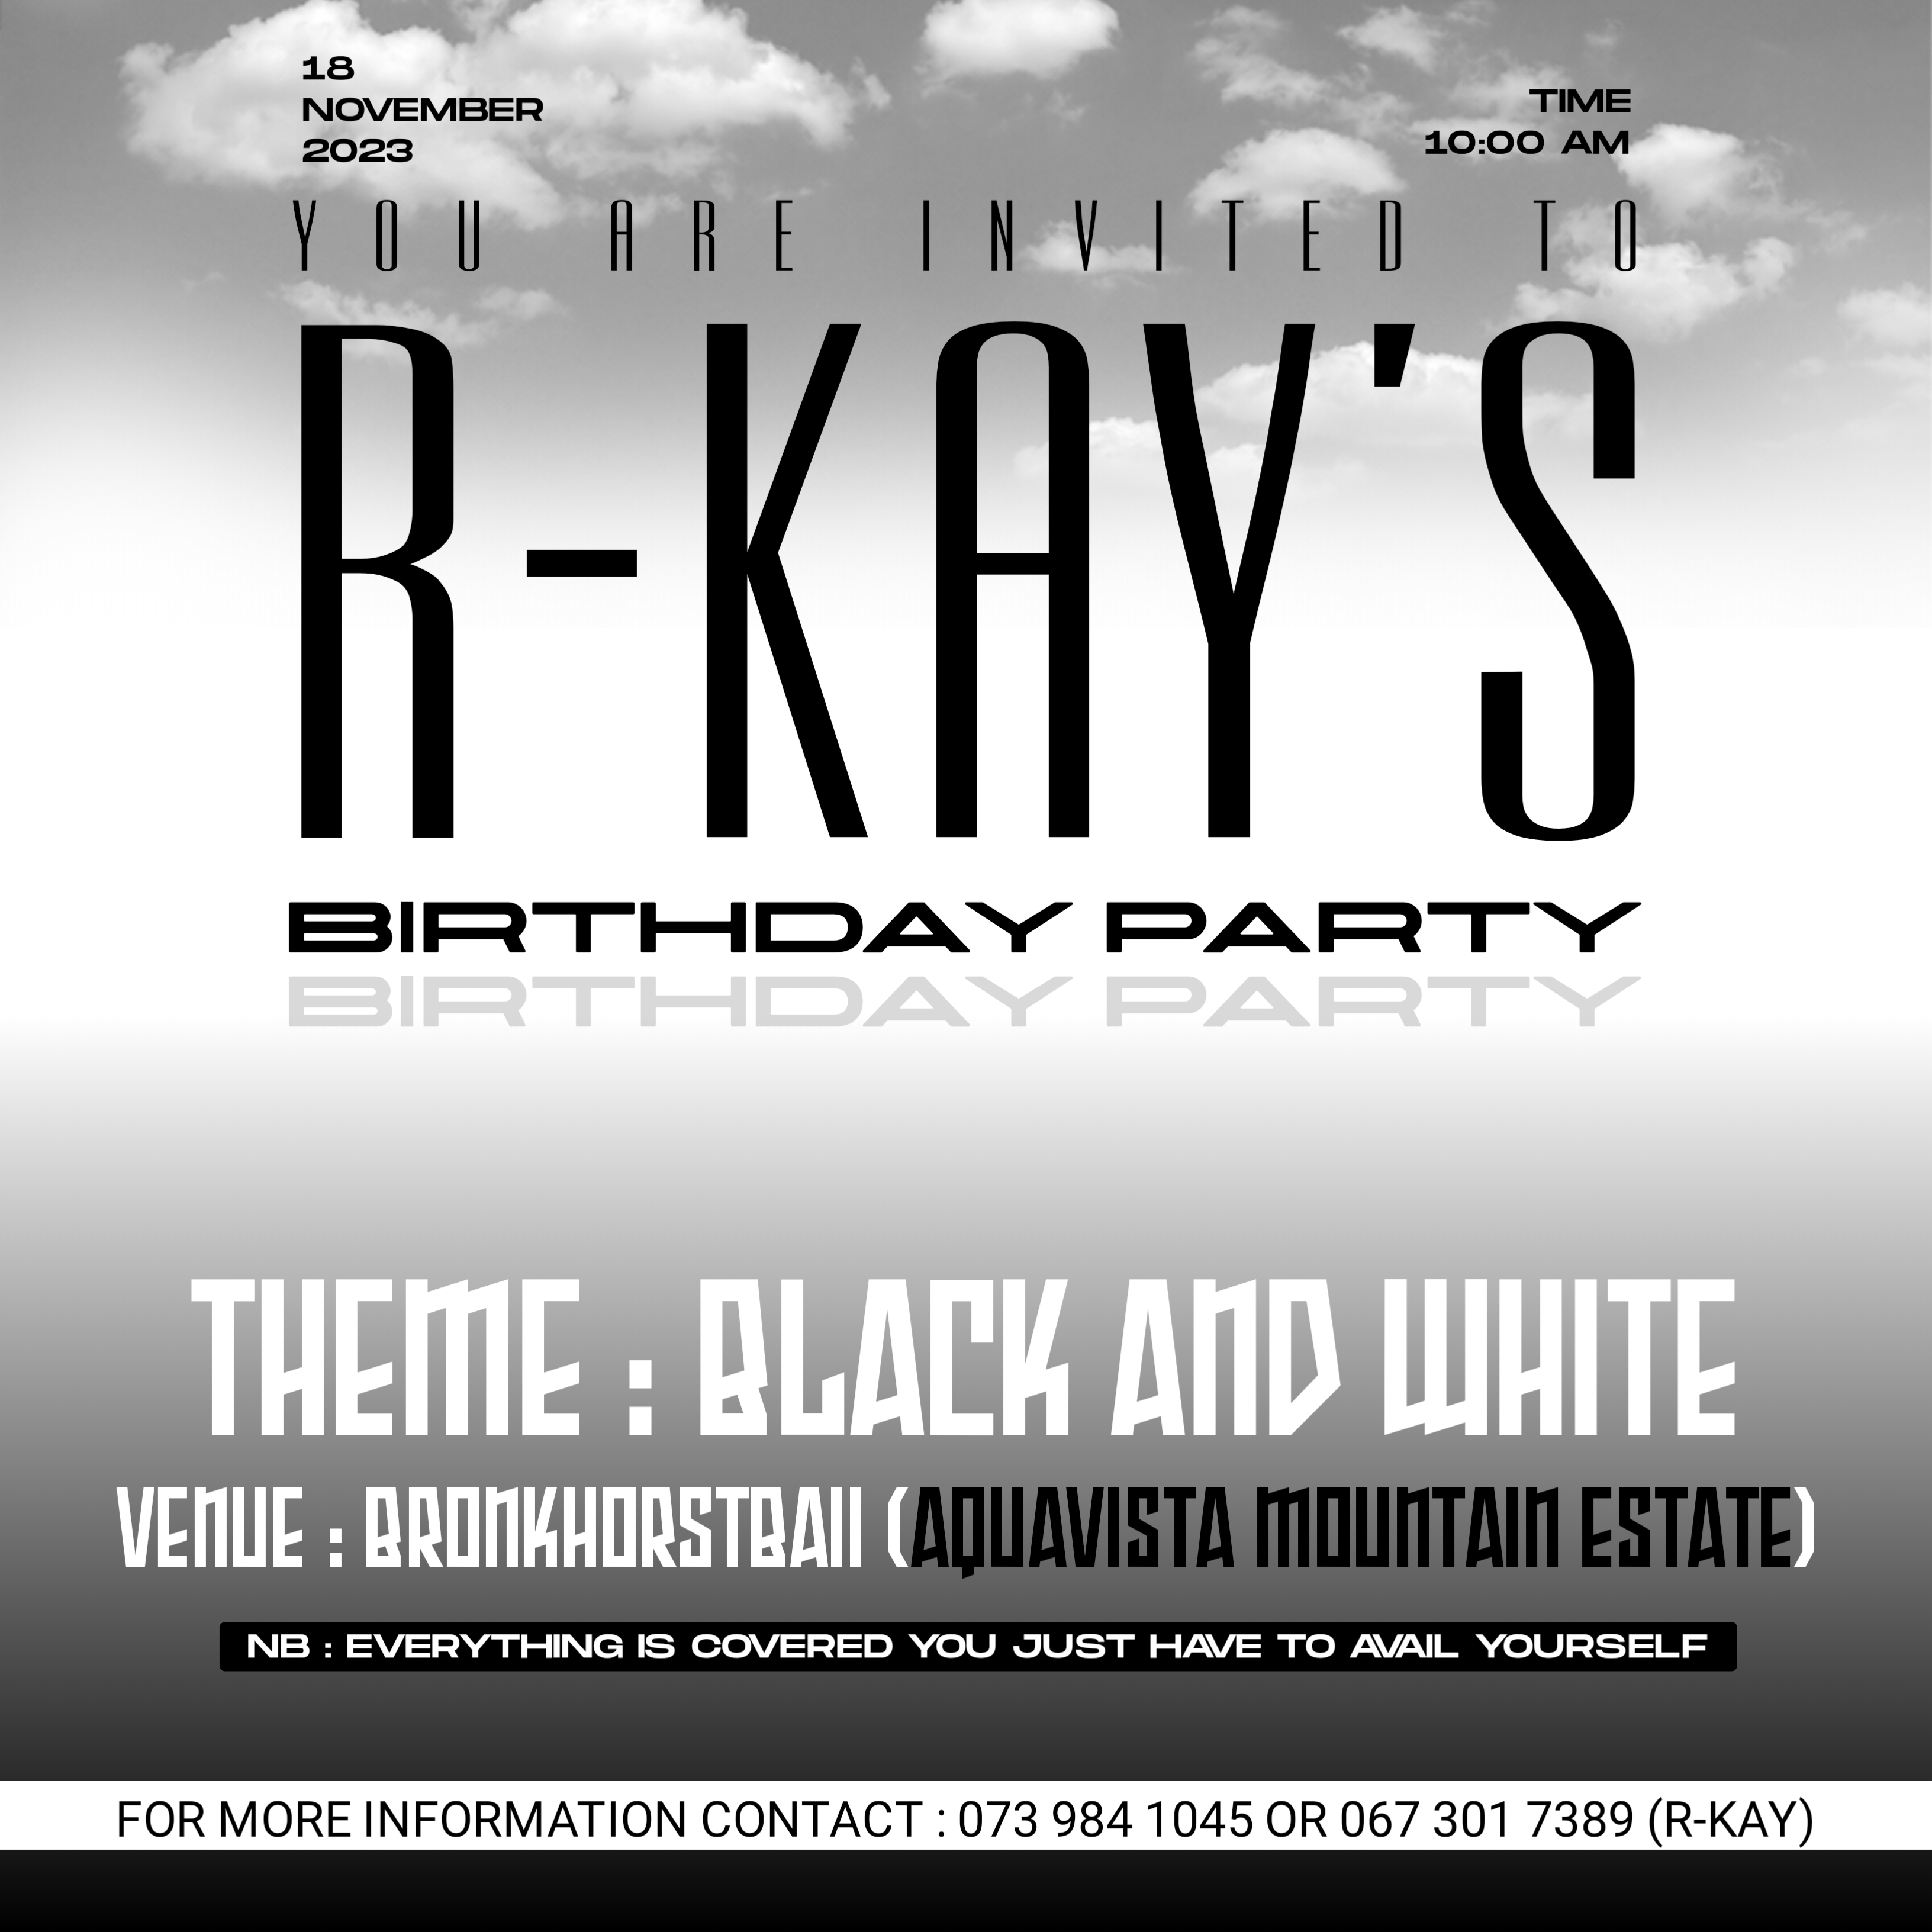 18
NOVEMBER
2023
TIME
10:00 AM
YOU ARE INVITED TO
R-KAY'S
BIRTHDAY PARTY
BIRTHDAY PARTY
THEME : BLACK AND WHITE
VENUE : BRONKHORSTBAII (AQUAVISTA MOUNTAIN ESTATE)
NB : EVERYTHING IS COVERED YOU JUST HAVE TO AVAIL YOURSELF
FOR MORE INFORMATION CONTACT : 073 984 1045 OR 067 301 7389 (R-KAY)